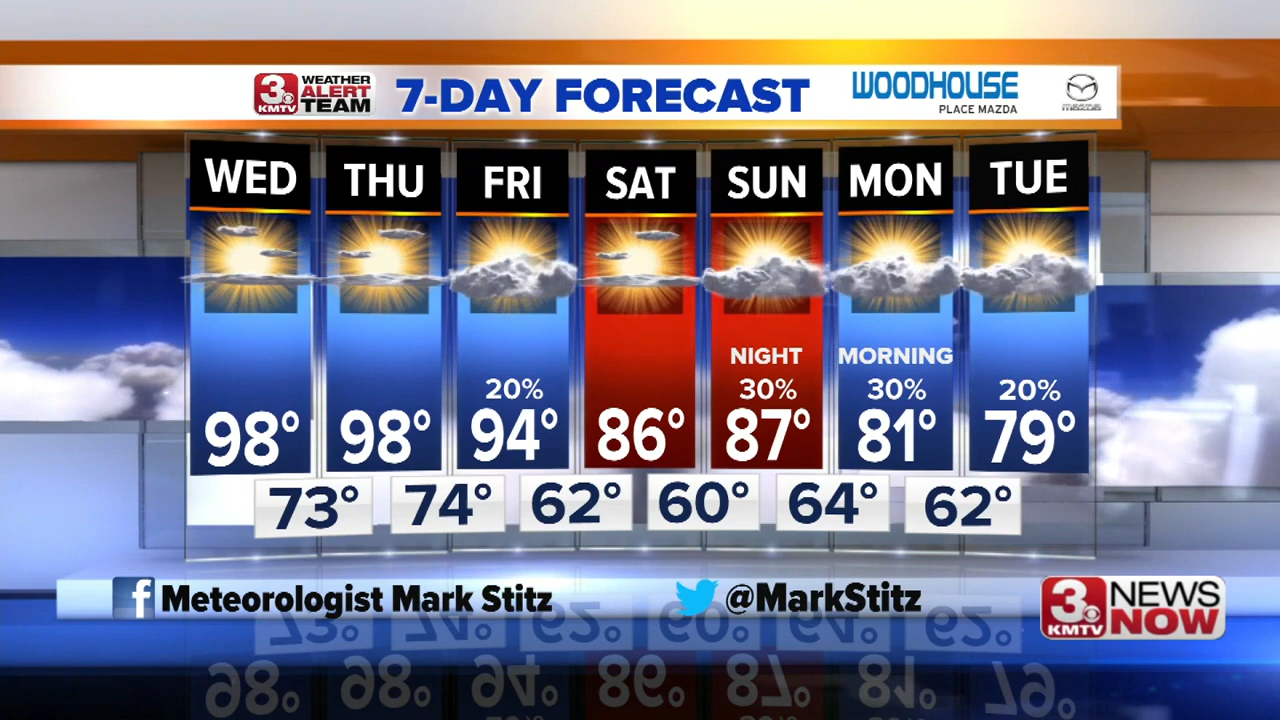 3 KMTV WEATHER ALERT TEAM
7-DAY FORECAST
WOODHOUSE
PLACE MAZDA
mazda
WED THU FRI SAT SUN MON TUE
NIGHT MORNING
20% 30% 30% 20%
98° 98° 94° 86° 87° 81° 79°
73° 74° 62° 60° 64° 62°
f Meteorologist Mark Stitz @MarkStitz
3 KMTV NEWS NOW